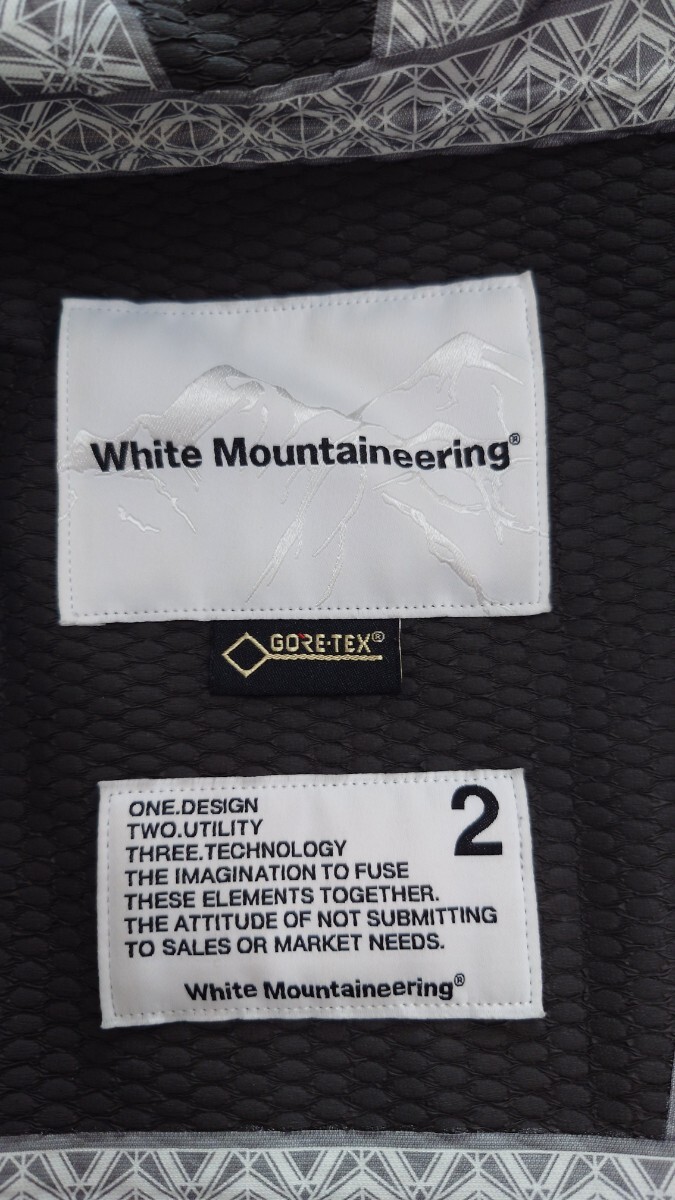 White Mountaineering®
GORE-TEX®
ONE.DESIGN
2
TWO.UTILITY
THREE.TECHNOLOGY
THE IMAGINATION TO FUSE
THESE ELEMENTS TOGETHER.
THE ATTITUDE OF NOT SUBMITTING
TO SALES OR MARKET NEEDS.
White Mountaineering®